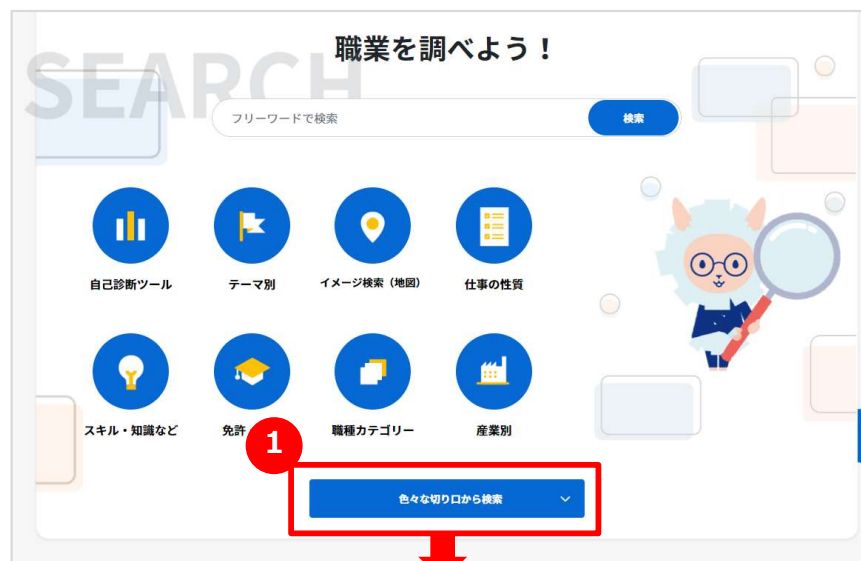 SEARCH
職業を調べよう！
フリーワードで検索
検索
自己診断ツール
テーマ別
イメージ検索（地図）
仕事の性質
スキル・知識など
免許
職種カテゴリー
産業別
1
色々な切り口から検索